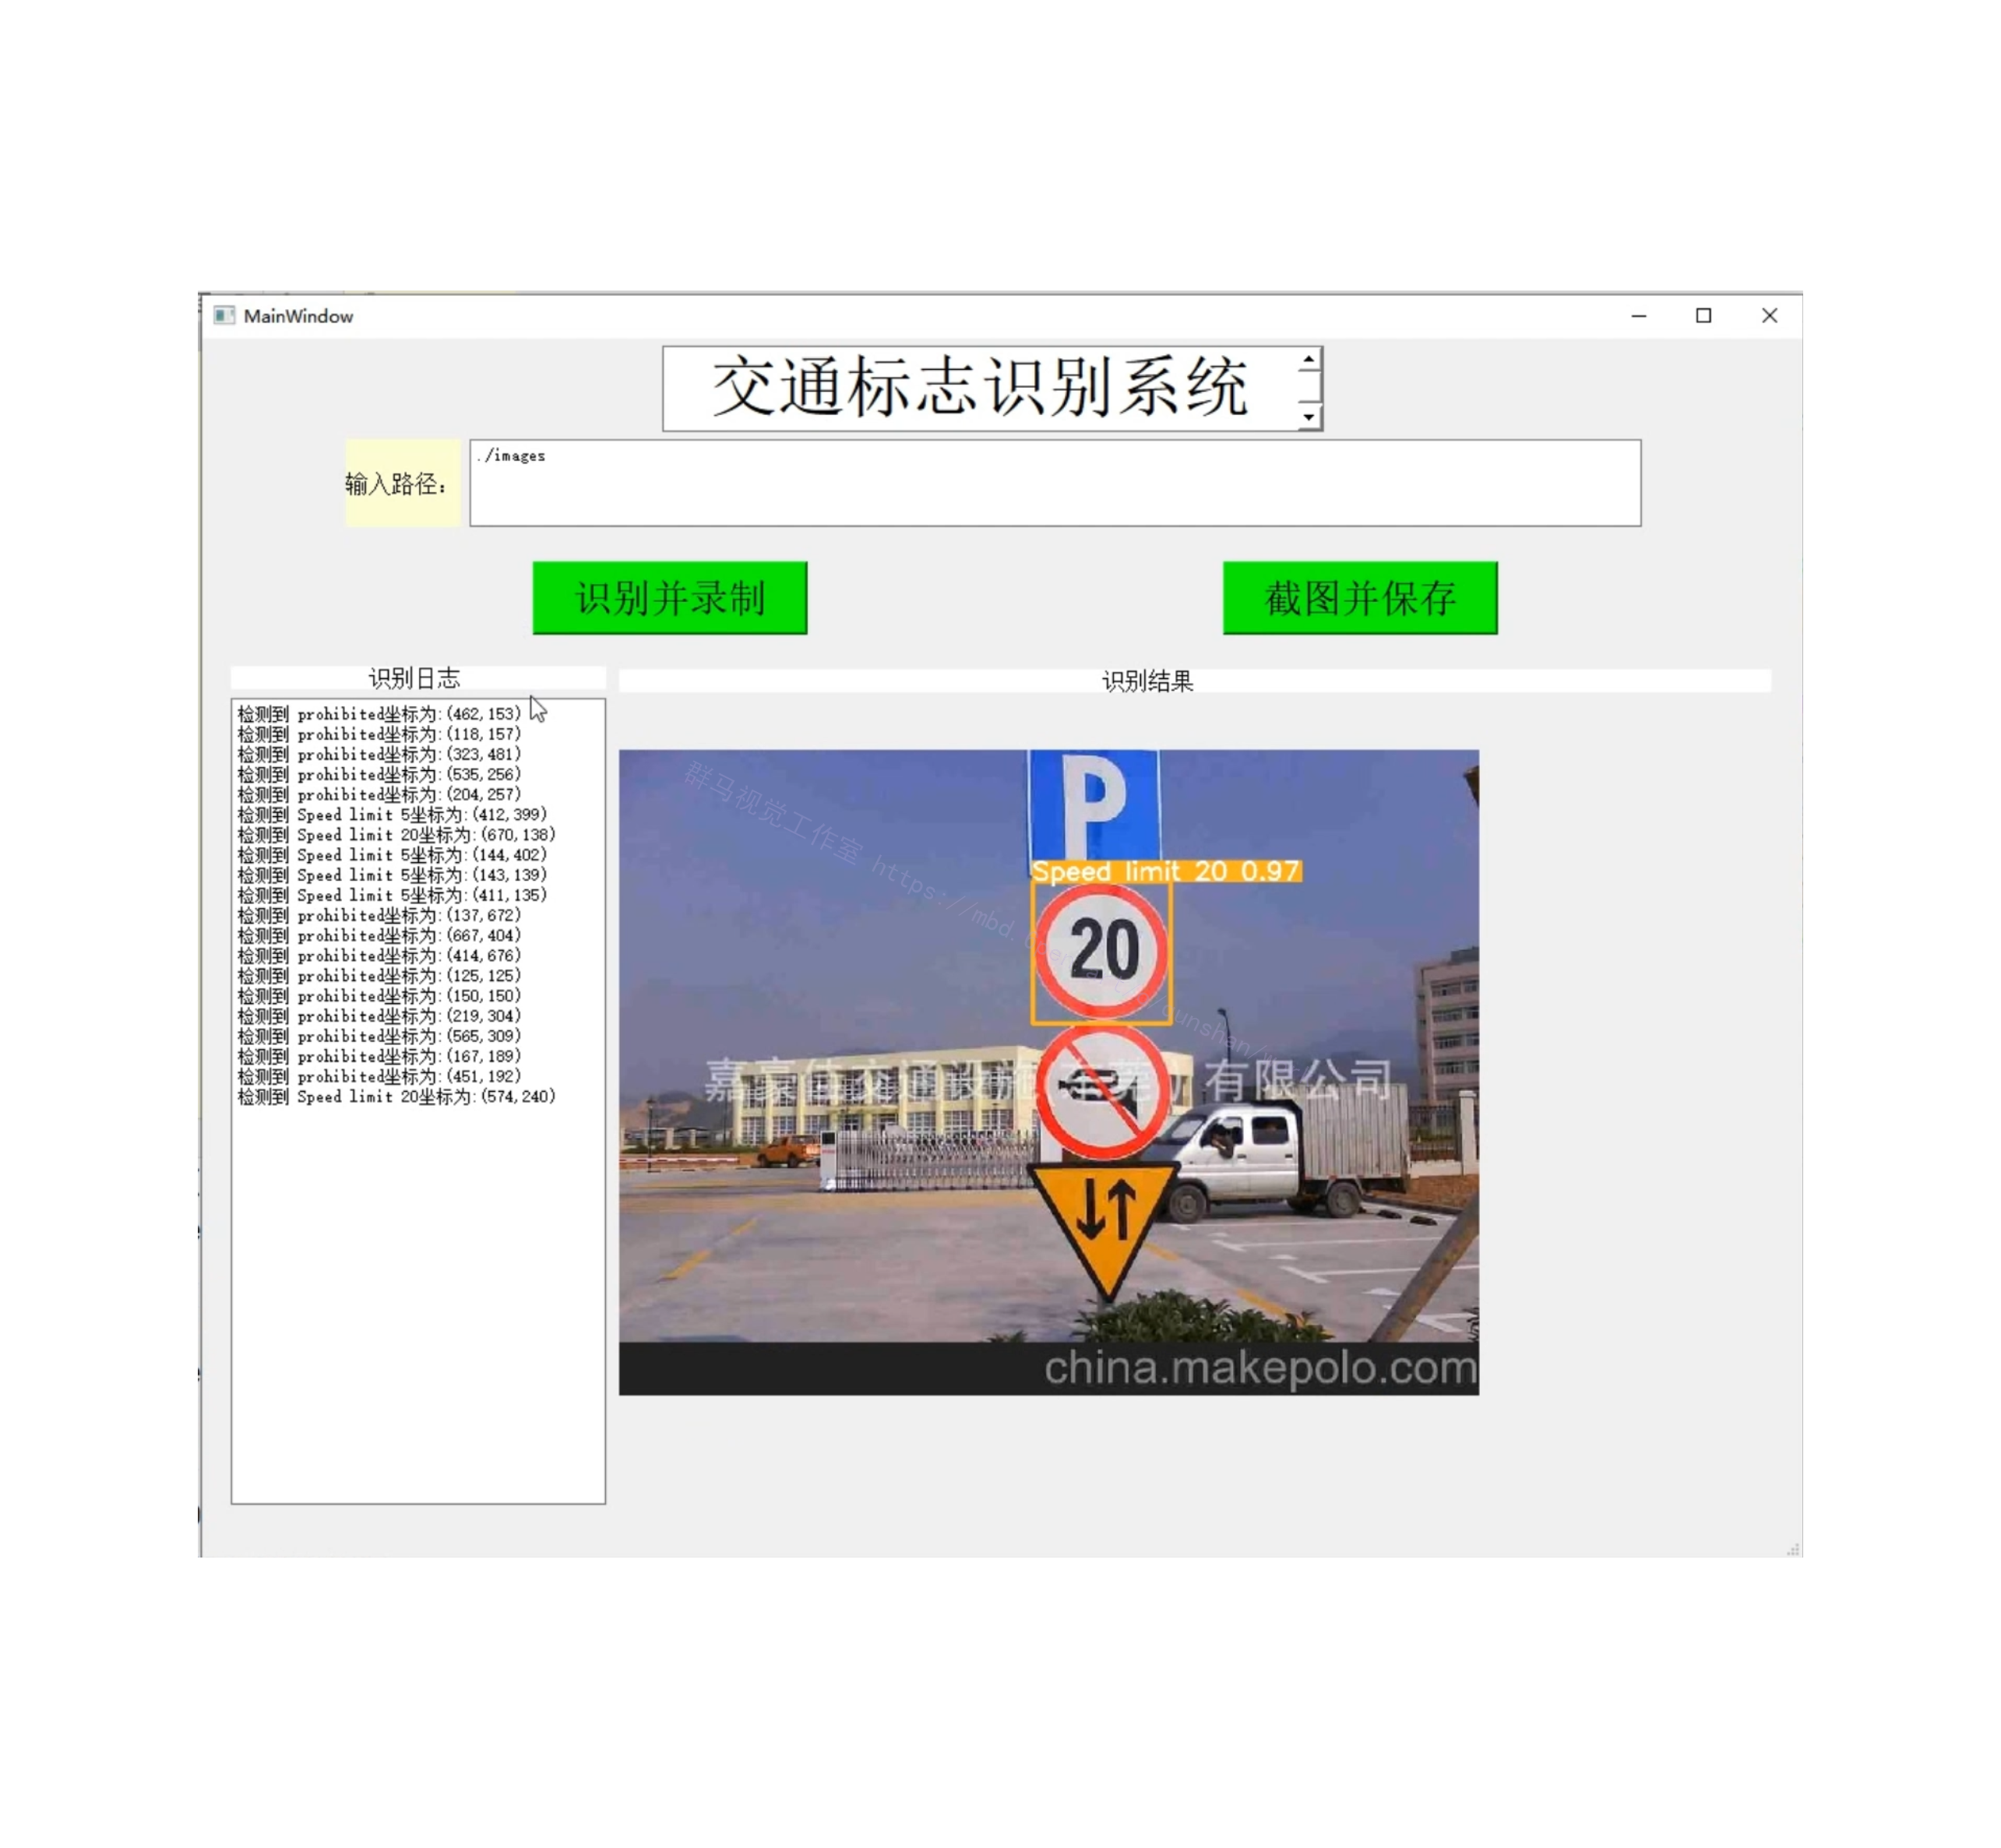 MainWindow
交通标志识别系统
输入路径：
./images
识别并录制
截图并保存
识别日志
识别结果
检测到 prohibited坐标为:(462,153)
检测到 prohibited坐标为:(118,157)
检测到 prohibited坐标为:(323,481)
检测到 prohibited坐标为:(535,256)
检测到 prohibited坐标为:(204,257)
检测到 Speed limit 5坐标为:(412,399)
检测到 Speed limit 20坐标为:(670,138)
检测到 Speed limit 5坐标为:(144,402)
检测到 Speed limit 5坐标为:(143,139)
检测到 Speed limit 5坐标为:(411,135)
检测到 prohibited坐标为:(137,672)
检测到 prohibited坐标为:(667,404)
检测到 prohibited坐标为:(414,676)
检测到 prohibited坐标为:(125,125)
检测到 prohibited坐标为:(150,150)
检测到 prohibited坐标为:(219,304)
检测到 prohibited坐标为:(565,309)
检测到 prohibited坐标为:(167,189)
检测到 prohibited坐标为:(451,192)
检测到 Speed limit 20坐标为:(574,240)
P
群马视觉工作室 https://mbd.
Speed limit 20 0.97
20
有限公司
china.makepolo.com